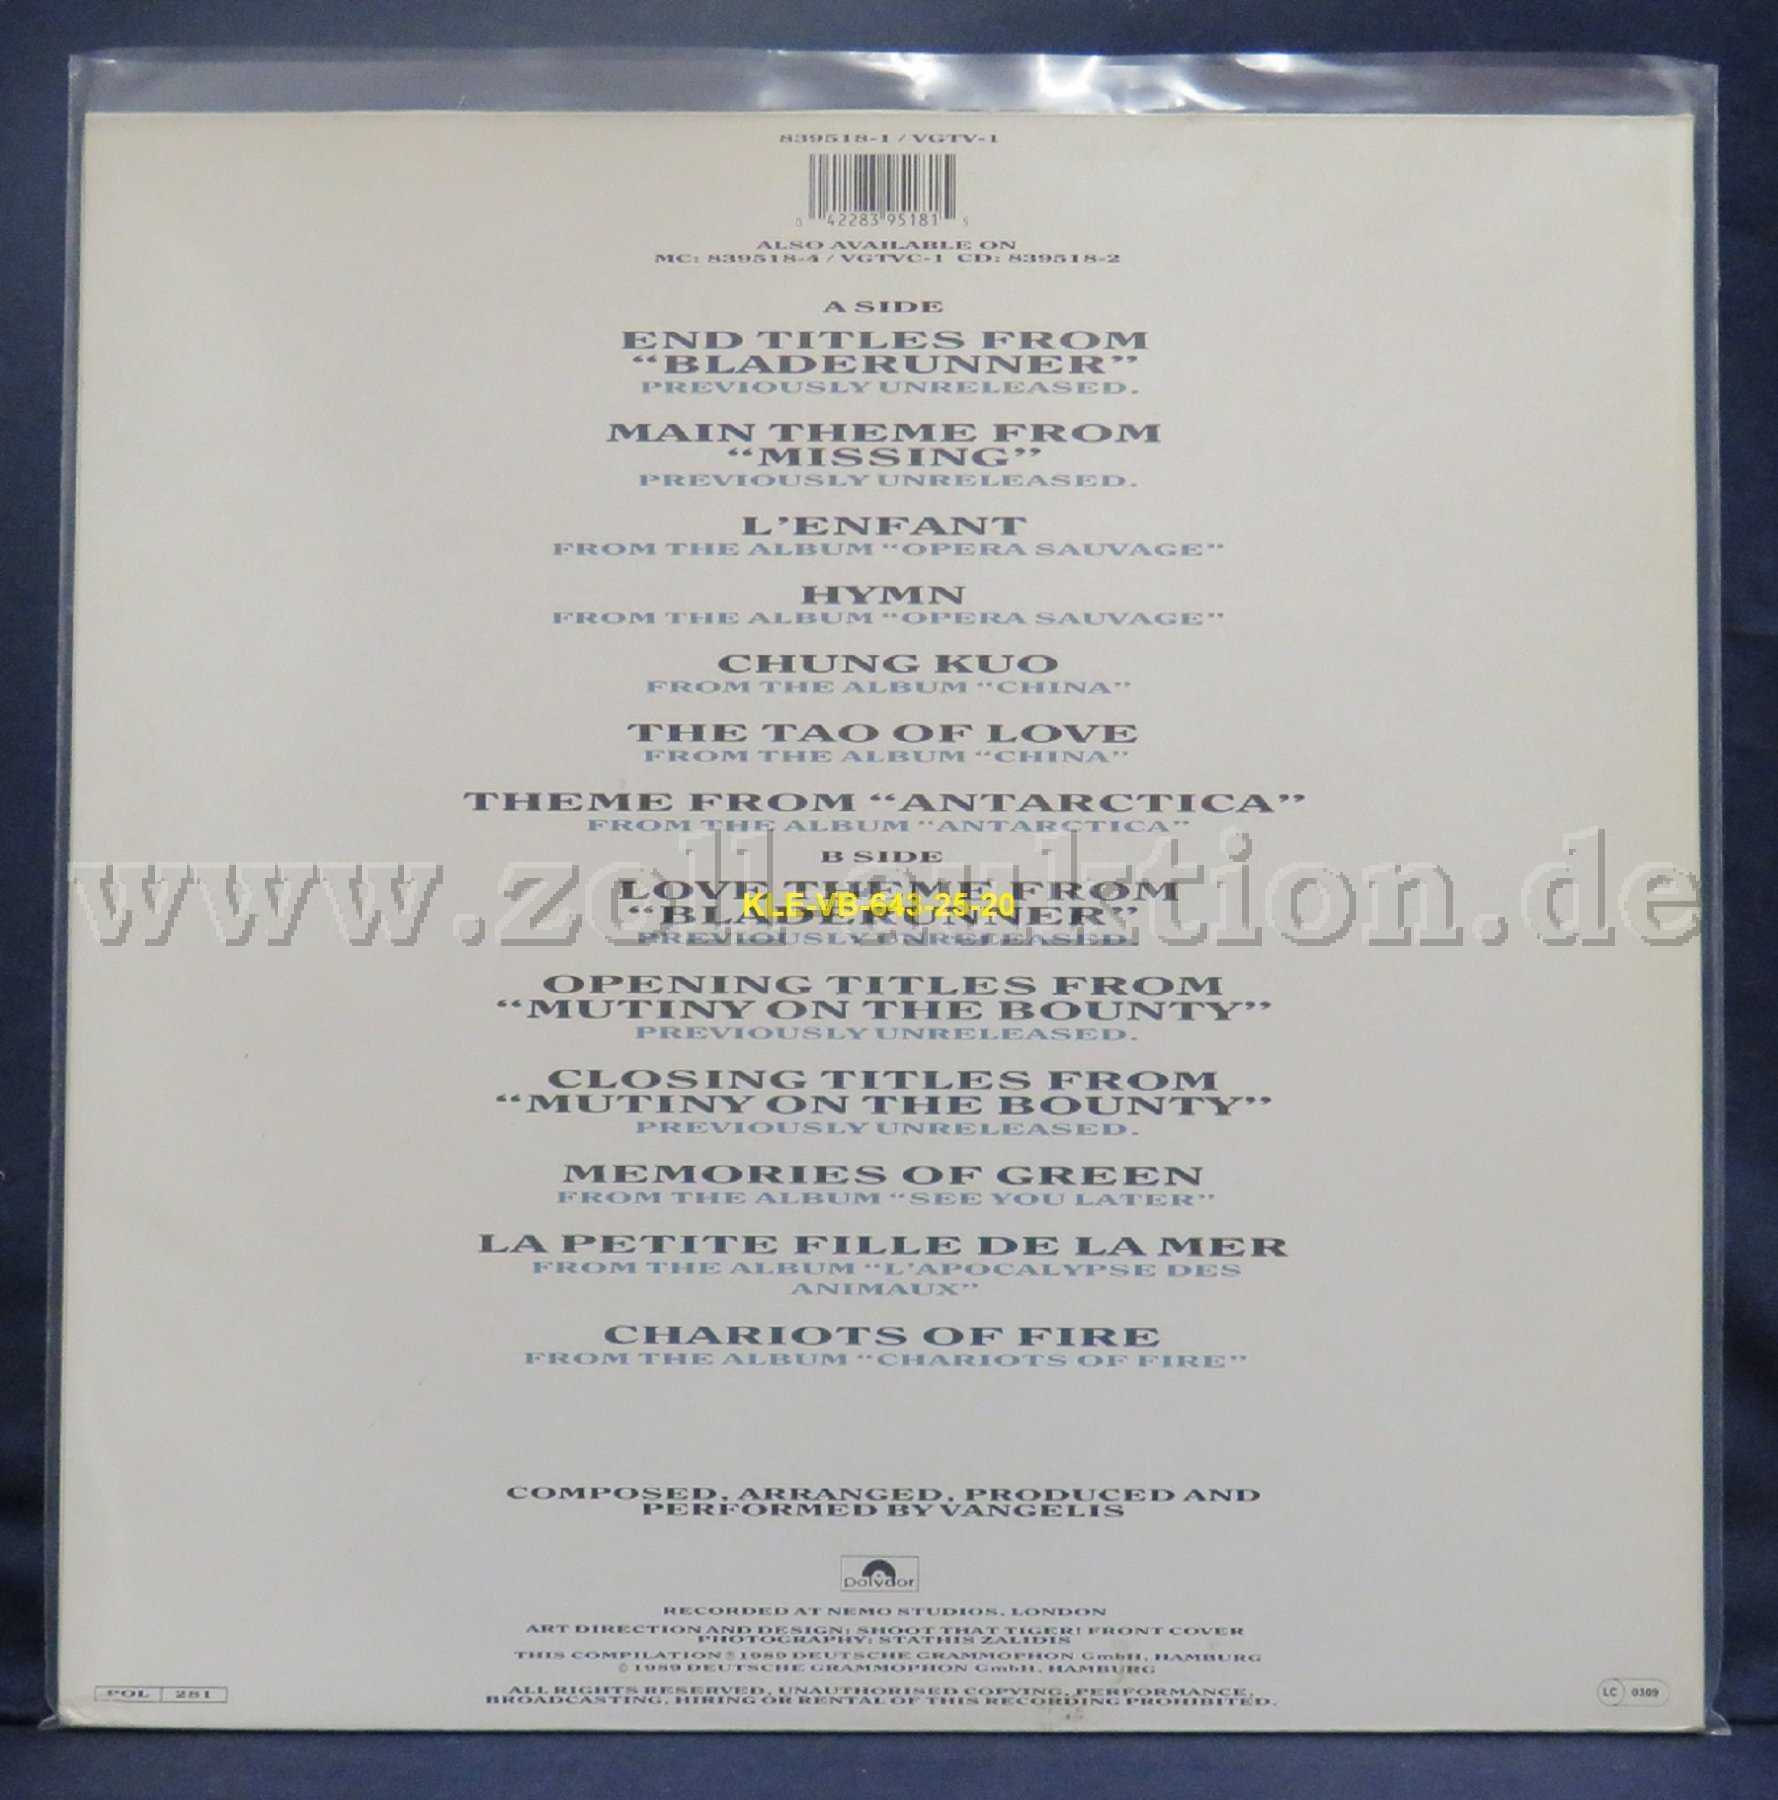 839518-1 / VGTV-1
0 42283 95181 5
ALSO AVAILABLE ON
MC: 839518-4 / VGTVC-1 CD: 839518-2
A SIDE
END TITLES FROM
“BLADERUNNER”
PREVIOUSLY UNRELEASED.
MAIN THEME FROM
“MISSING”
PREVIOUSLY UNRELEASED.
L’ENFANT
FROM THE ALBUM “OPERA SAUVAGE”
HYMN
FROM THE ALBUM “OPERA SAUVAGE”
CHUNG KUO
FROM THE ALBUM “CHINA”
THE TAO OF LOVE
FROM THE ALBUM “CHINA”
THEME FROM “ANTARCTICA”
FROM THE ALBUM “ANTARCTICA”
B SIDE
LOVE THEME FROM
“BLADERUNNER”
PREVIOUSLY UNRELEASED.
www.zoll-auktion.de
KLE-VB-643-25-20
OPENING TITLES FROM
“MUTINY ON THE BOUNTY”
PREVIOUSLY UNRELEASED.
CLOSING TITLES FROM
“MUTINY ON THE BOUNTY”
PREVIOUSLY UNRELEASED.
MEMORIES OF GREEN
FROM THE ALBUM “SEE YOU LATER”
LA PETITE FILLE DE LA MER
FROM THE ALBUM “L’APOCALYPSE DES
ANIMAUX”
CHARIOTS OF FIRE
FROM THE ALBUM “CHARIOTS OF FIRE”
COMPOSED, ARRANGED, PRODUCED AND
PERFORMED BY VANGELIS
Polydor
RECORDED AT NEMO STUDIOS, LONDON
ART DIRECTION AND DESIGN: SHOOT THAT TIGER! FRONT COVER
PHOTOGRAPHY: STATHIS ZALIDIS
THIS COMPILATION ℗ 1989 DEUTSCHE GRAMMOPHON GmbH, HAMBURG
© 1989 DEUTSCHE GRAMMOPHON GmbH, HAMBURG
ALL RIGHTS RESERVED, UNAUTHORISED COPYING, PERFORMANCE,
BROADCASTING, HIRING OR RENTAL OF THIS RECORDING PROHIBITED.
POL 281
LC 0309